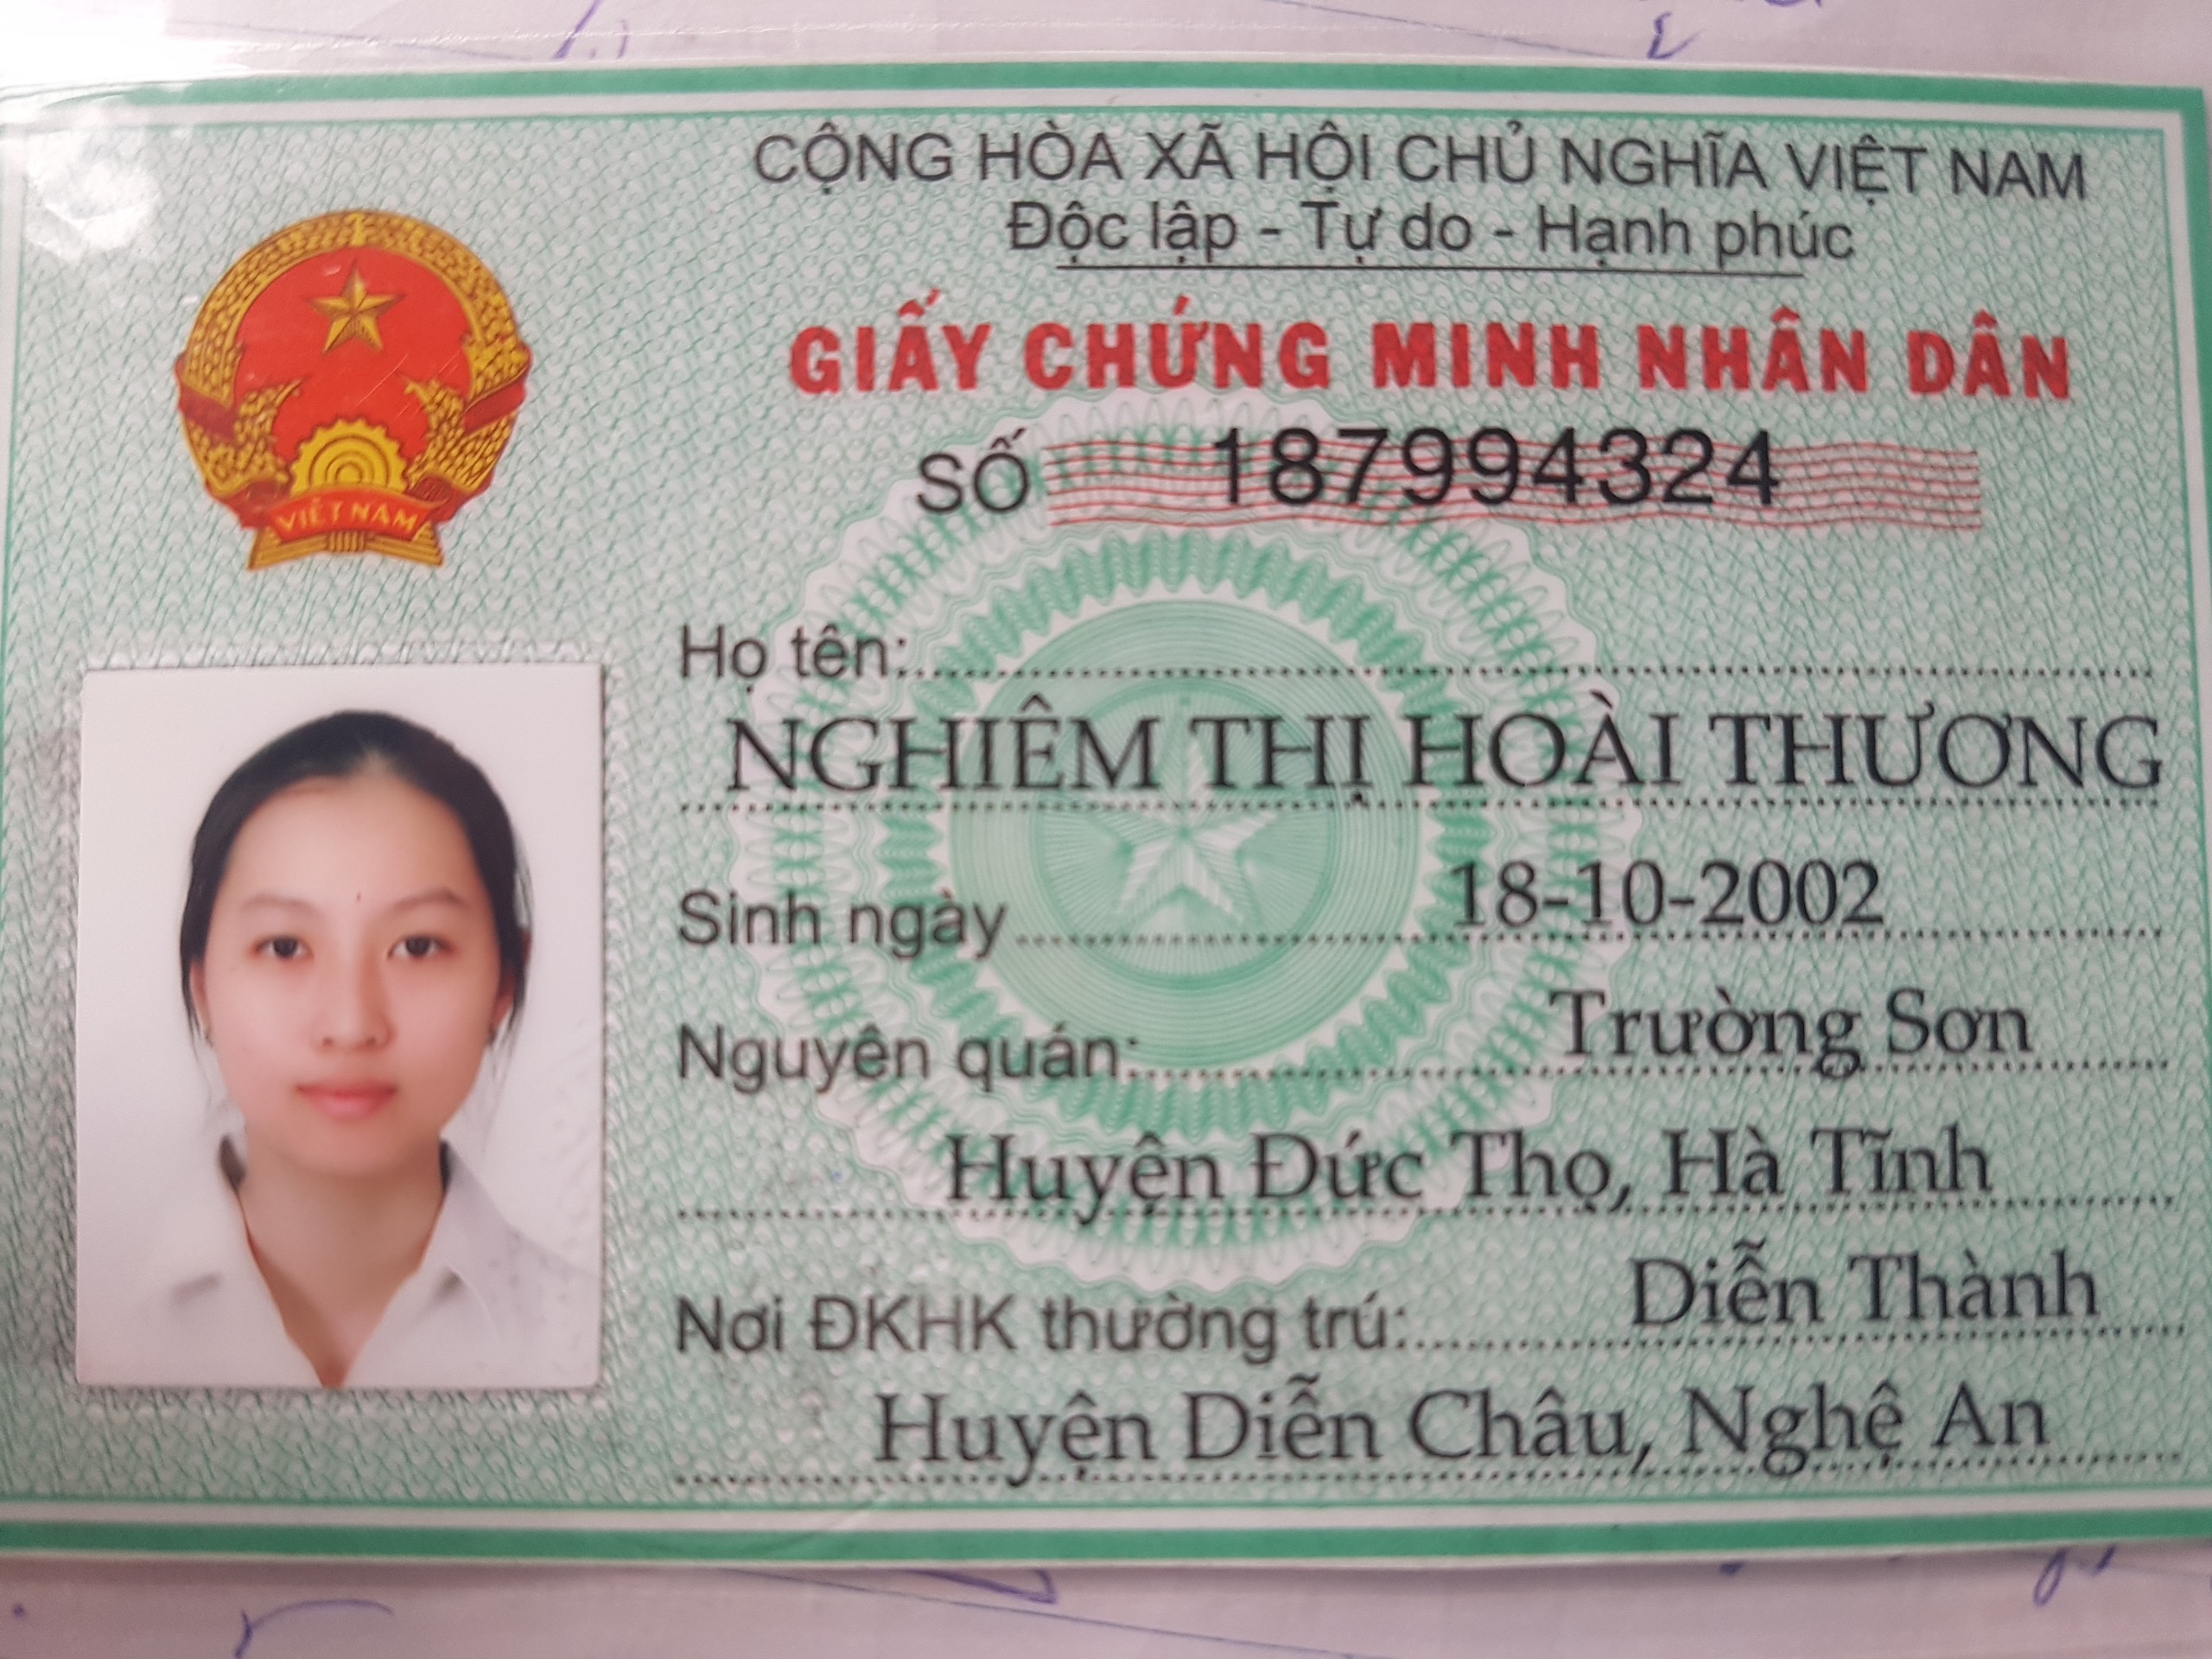 CỘNG HÒA XÃ HỘI CHỦ NGHĨA VIỆT NAM
Độc lập - Tự do - Hạnh phúc
GIẤY CHỨNG MINH NHÂN DÂN
SỐ 187994324
VIỆT NAM
Họ tên:
NGHIÊM THỊ HOÀI THƯƠNG
Sinh ngày 18-10-2002
Nguyên quán: Trường Sơn
Huyện Đức Thọ, Hà Tĩnh
Nơi ĐKHK thường trú: Diễn Thành
Huyện Diễn Châu, Nghệ An